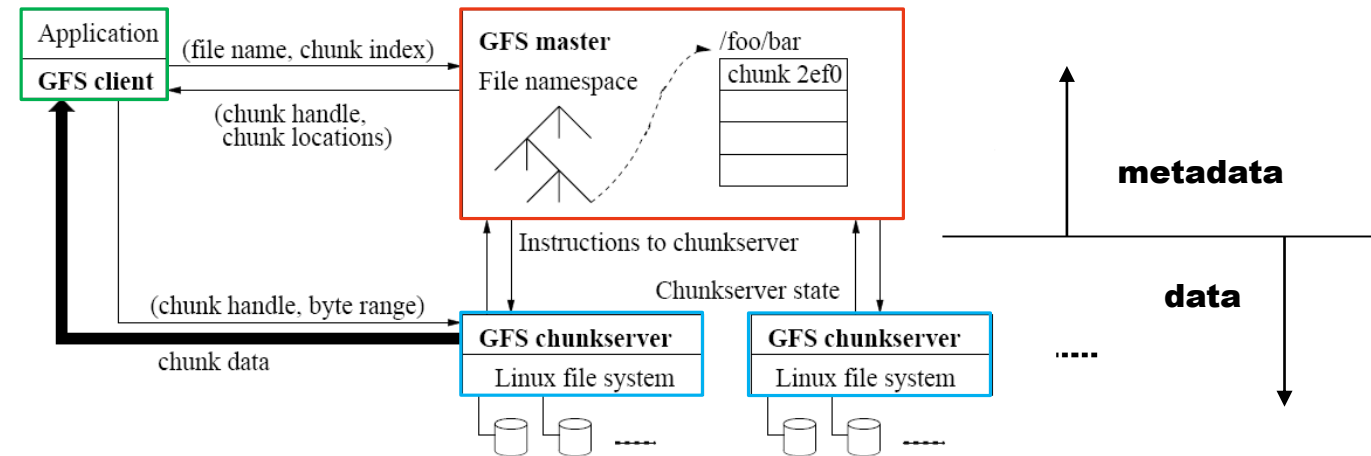 Application
GFS client
(file name, chunk index)
(chunk handle,
chunk locations)
GFS master
File namespace
/foo/bar
chunk 2ef0
metadata
Instructions to chunkserver
Chunkserver state
data
(chunk handle, byte range)
chunk data
GFS chunkserver
Linux file system
GFS chunkserver
Linux file system